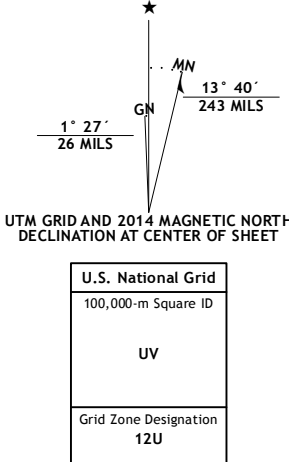 MN
GN
13° 40´
243 MILS
1° 27´
26 MILS
UTM GRID AND 2014 MAGNETIC NORTH
DECLINATION AT CENTER OF SHEET
U.S. National Grid
100,000-m Square ID
UV
Grid Zone Designation
12U